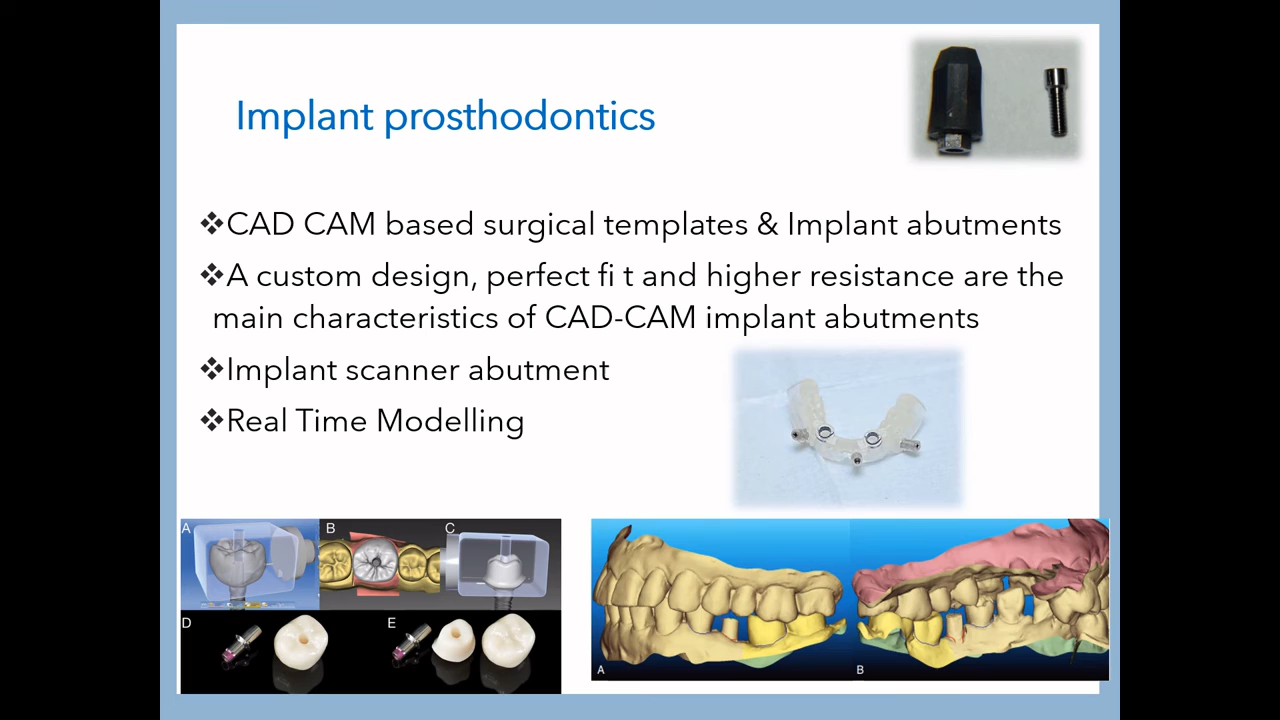 Implant prosthodontics
❖CAD CAM based surgical templates & Implant abutments
❖A custom design, perfect fi t and higher resistance are the
main characteristics of CAD-CAM implant abutments
❖Implant scanner abutment
❖Real Time Modelling
A B C
D E
A B